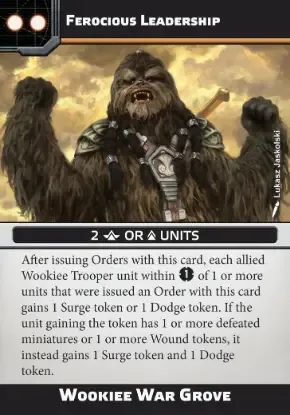 Ferocious Leadership
Lukasz Jaskolski
2 OR UNITS
After issuing Orders with this card, each allied
Wookiee Trooper unit within 1 of 1 or more
units that were issued an Order with this card
gains 1 Surge token or 1 Dodge token. If the
unit gaining the token has 1 or more defeated
miniatures or 1 or more Wound tokens, it
instead gains 1 Surge token and 1 Dodge
token.
Wookiee War Grove